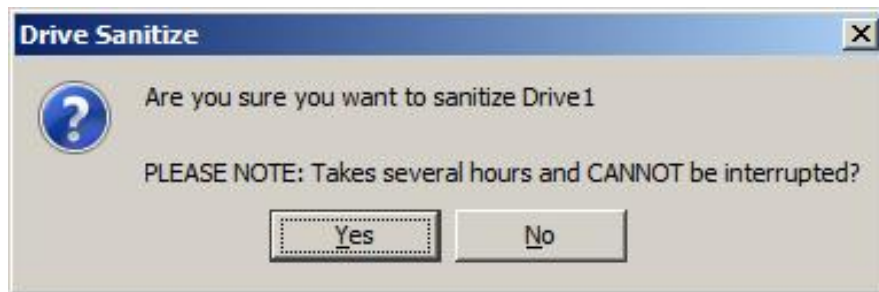 Drive Sanitize
Are you sure you want to sanitize Drive1
PLEASE NOTE: Takes several hours and CANNOT be interrupted?
Yes
No